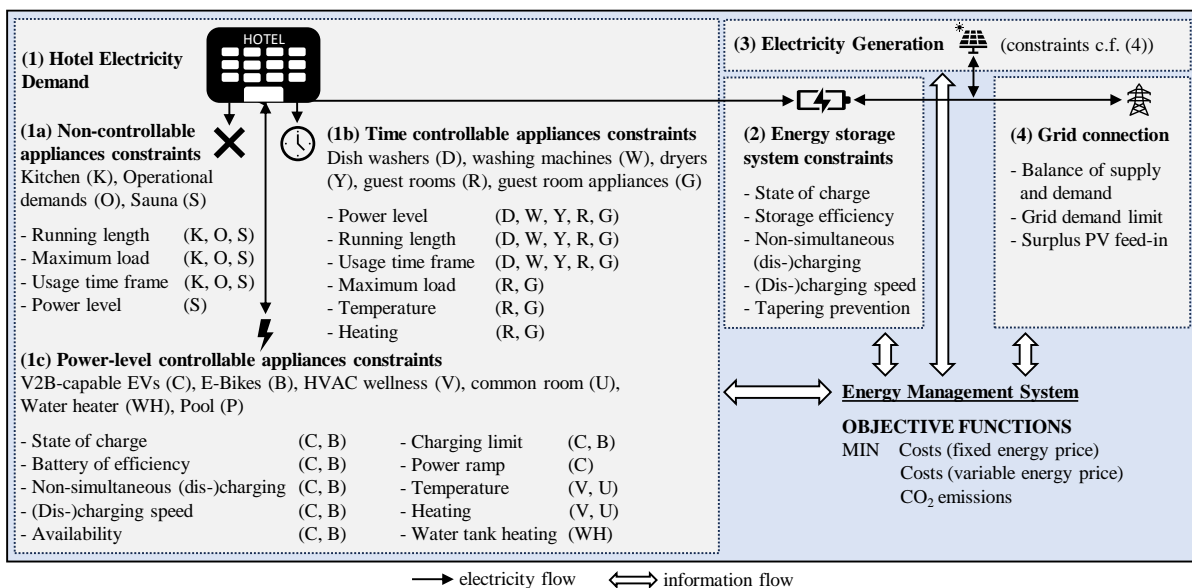 HOTEL
(1) Hotel Electricity
Demand
(1a) Non-controllable
appliances constraints
Kitchen (K), Operational
demands (O), Sauna (S)
- Running length (K, O, S)
- Maximum load (K, O, S)
- Usage time frame (K, O, S)
- Power level (S)
(1b) Time controllable appliances constraints
Dish washers (D), washing machines (W), dryers
(Y), guest rooms (R), guest room appliances (G)
- Power level (D, W, Y, R, G)
- Running length (D, W, Y, R, G)
- Usage time frame (D, W, Y, R, G)
- Maximum load (R, G)
- Temperature (R, G)
- Heating (R, G)
(1c) Power-level controllable appliances constraints
V2B-capable EVs (C), E-Bikes (B), HVAC wellness (V), common room (U),
Water heater (WH), Pool (P)
- State of charge (C, B)
- Battery of efficiency (C, B)
- Non-simultaneous (dis-)charging (C, B)
- (Dis-)charging speed (C, B)
- Availability (C, B)
- Charging limit (C, B)
- Power ramp (C)
- Temperature (V, U)
- Heating (V, U)
- Water tank heating (WH)
(3) Electricity Generation (constraints c.f. (4))
(2) Energy storage
system constraints
- State of charge
- Storage efficiency
- Non-simultaneous
(dis-)charging
- (Dis-)charging speed
- Tapering prevention
(4) Grid connection
- Balance of supply
and demand
- Grid demand limit
- Surplus PV feed-in
Energy Management System
OBJECTIVE FUNCTIONS
MIN Costs (fixed energy price)
Costs (variable energy price)
CO₂ emissions
electricity flow
information flow